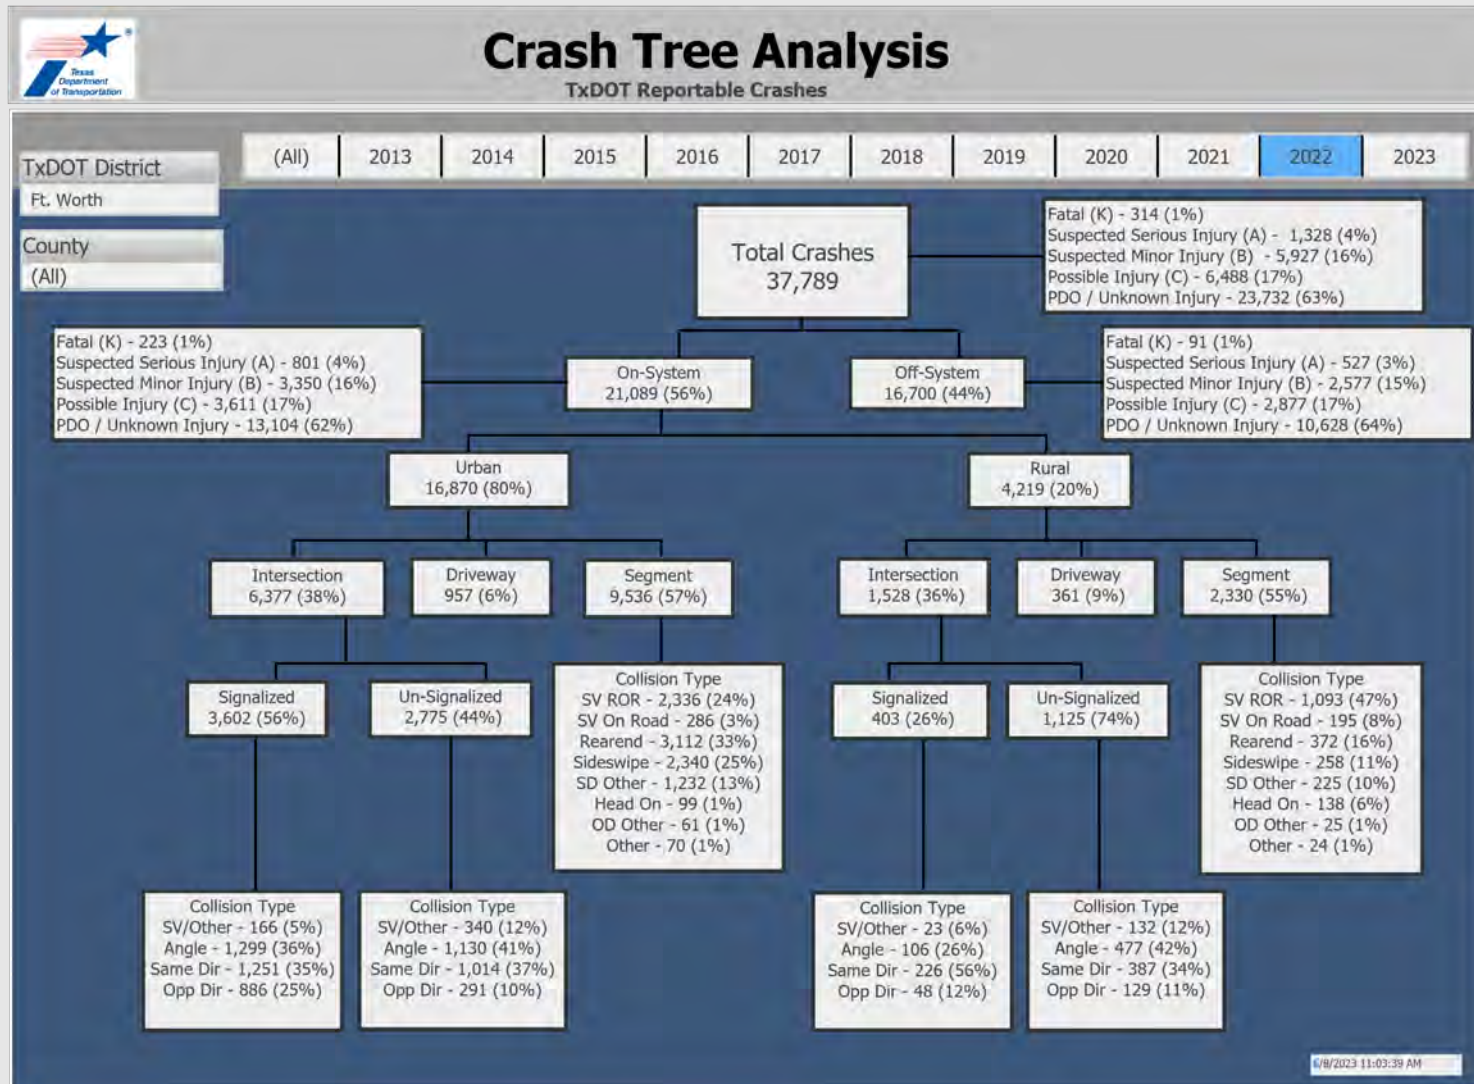 Texas
Department
of Transportation
®
Crash Tree Analysis
TxDOT Reportable Crashes
TxDOT District
Ft. Worth
County
(All)
(All) 2013 2014 2015 2016 2017 2018 2019 2020 2021 2022 2023
Total Crashes
37,789
Fatal (K) - 314 (1%)
Suspected Serious Injury (A) - 1,328 (4%)
Suspected Minor Injury (B) - 5,927 (16%)
Possible Injury (C) - 6,488 (17%)
PDO / Unknown Injury - 23,732 (63%)
Fatal (K) - 223 (1%)
Suspected Serious Injury (A) - 801 (4%)
Suspected Minor Injury (B) - 3,350 (16%)
Possible Injury (C) - 3,611 (17%)
PDO / Unknown Injury - 13,104 (62%)
On-System
21,089 (56%)
Off-System
16,700 (44%)
Fatal (K) - 91 (1%)
Suspected Serious Injury (A) - 527 (3%)
Suspected Minor Injury (B) - 2,577 (15%)
Possible Injury (C) - 2,877 (17%)
PDO / Unknown Injury - 10,628 (64%)
Urban
16,870 (80%)
Rural
4,219 (20%)
Intersection
6,377 (38%)
Driveway
957 (6%)
Segment
9,536 (57%)
Intersection
1,528 (36%)
Driveway
361 (9%)
Segment
2,330 (55%)
Signalized
3,602 (56%)
Un-Signalized
2,775 (44%)
Collision Type
SV ROR - 2,336 (24%)
SV On Road - 286 (3%)
Rearend - 3,112 (33%)
Sideswipe - 2,340 (25%)
SD Other - 1,232 (13%)
Head On - 99 (1%)
OD Other - 61 (1%)
Other - 70 (1%)
Signalized
403 (26%)
Un-Signalized
1,125 (74%)
Collision Type
SV ROR - 1,093 (47%)
SV On Road - 195 (8%)
Rearend - 372 (16%)
Sideswipe - 258 (11%)
SD Other - 225 (10%)
Head On - 138 (6%)
OD Other - 25 (1%)
Other - 24 (1%)
Collision Type
SV/Other - 166 (5%)
Angle - 1,299 (36%)
Same Dir - 1,251 (35%)
Opp Dir - 886 (25%)
Collision Type
SV/Other - 340 (12%)
Angle - 1,130 (41%)
Same Dir - 1,014 (37%)
Opp Dir - 291 (10%)
Collision Type
SV/Other - 23 (6%)
Angle - 106 (26%)
Same Dir - 226 (56%)
Opp Dir - 48 (12%)
Collision Type
SV/Other - 132 (12%)
Angle - 477 (42%)
Same Dir - 387 (34%)
Opp Dir - 129 (11%)
6/8/2023 11:03:39 AM